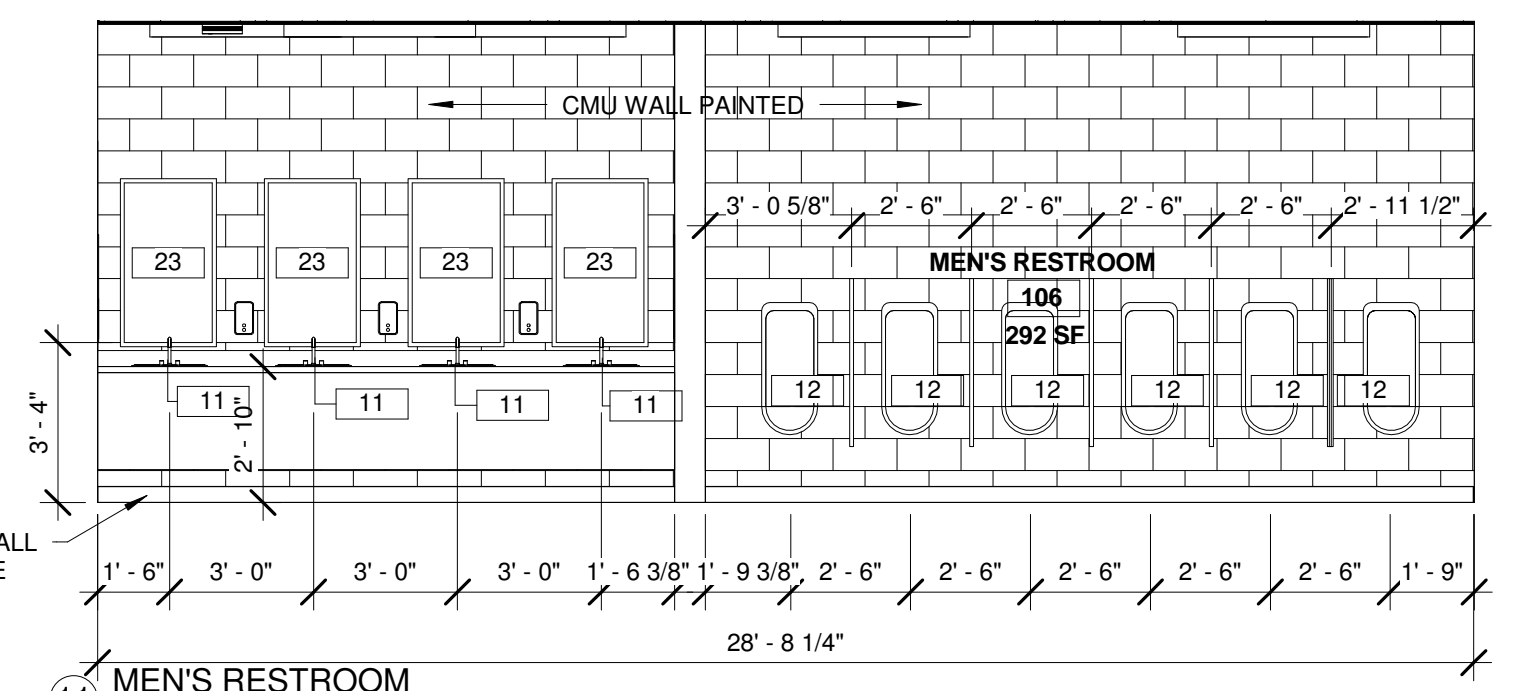 CMU WALL PAINTED
3' - 0 5/8" 2' - 6" 2' - 6" 2' - 6" 2' - 6" 2' - 11 1/2"
23 23 23 23
MEN'S RESTROOM
106
292 SF
12 12 12 12 12 12
11 11 11 11
3' - 4"
2' - 10"
ALL
E
1' - 6" 3' - 0" 3' - 0" 3' - 0" 1' - 6 3/8" 1' - 9 3/8" 2' - 6" 2' - 6" 2' - 6" 2' - 6" 2' - 6" 1' - 9"
28' - 8 1/4"
MEN'S RESTROOM